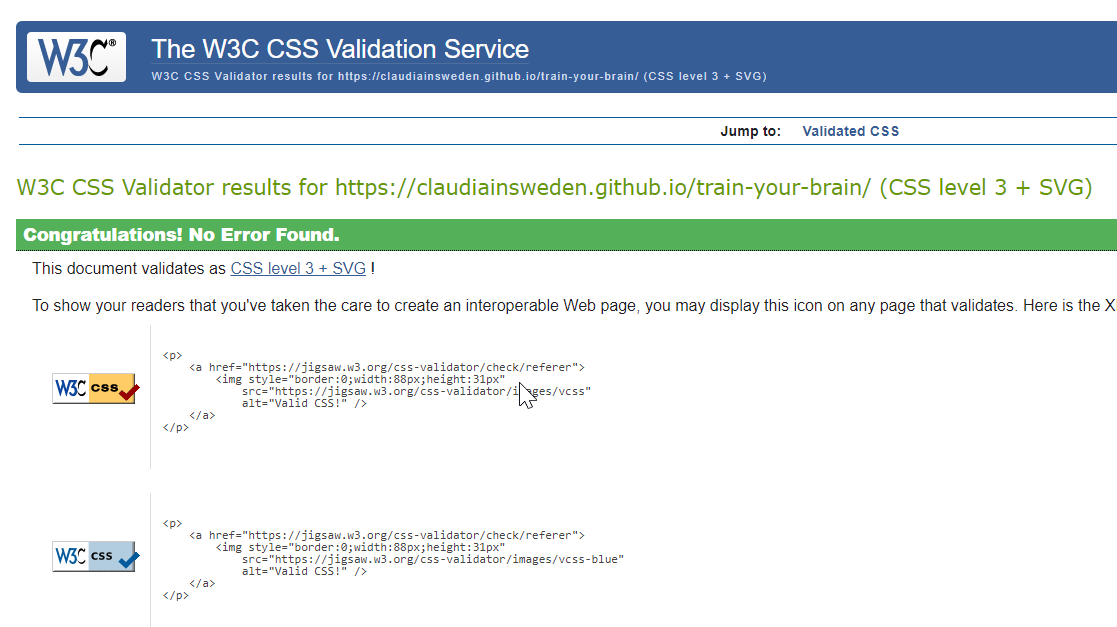 W3C®
The W3C CSS Validation Service
W3C CSS Validator results for https://claudiainsweden.github.io/train-your-brain/ (CSS level 3 + SVG)
Jump to: Validated CSS
W3C CSS Validator results for https://claudiainsweden.github.io/train-your-brain/ (CSS level 3 + SVG)
Congratulations! No Error Found.
This document validates as CSS level 3 + SVG !
To show your readers that you've taken the care to create an interoperable Web page, you may display this icon on any page that validates. Here is the X
W3C css
<p>
<a href="https://jigsaw.w3.org/css-validator/check/referer">
<img style="border:0;width:88px;height:31px"
src="https://jigsaw.w3.org/css-validator/images/vcss"
alt="Valid CSS!" />
</a>
</p>
W3C css
<p>
<a href="https://jigsaw.w3.org/css-validator/check/referer">
<img style="border:0;width:88px;height:31px"
src="https://jigsaw.w3.org/css-validator/images/vcss-blue"
alt="Valid CSS!" />
</a>
</p>